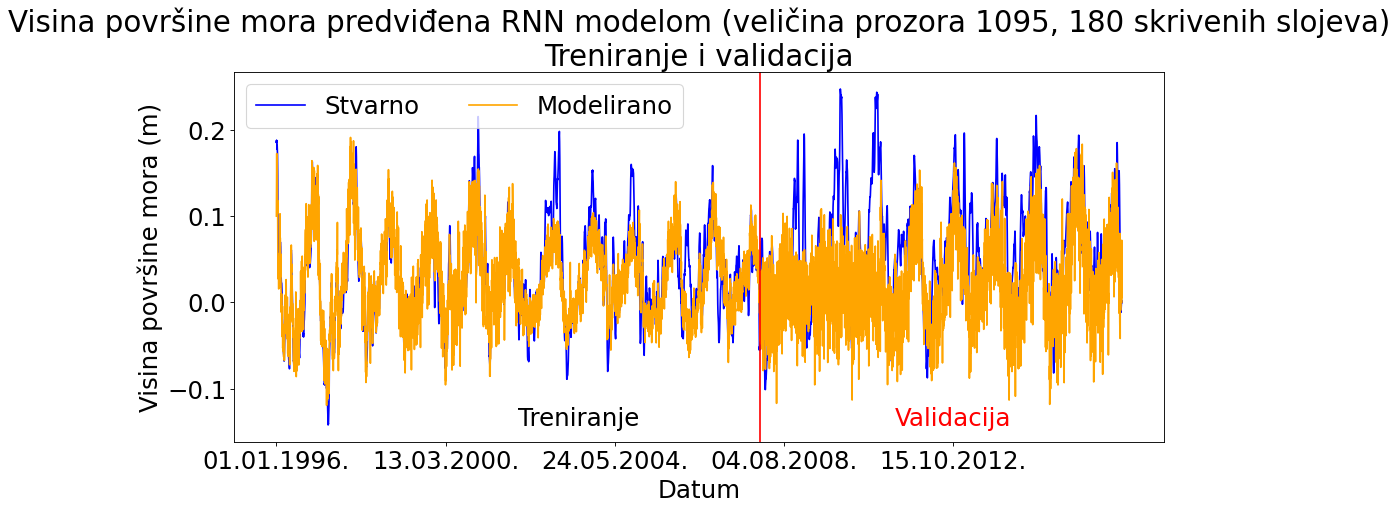 Visina površine mora predviđena RNN modelom (veličina prozora 1095, 180 skrivenih slojeva)
Treniranje i validacija
Stvarno
Modelirano
Visina površine mora (m)
0.2
0.1
0.0
−0.1
Treniranje
Validacija
01.01.1996.
13.03.2000.
24.05.2004.
04.08.2008.
15.10.2012.
Datum